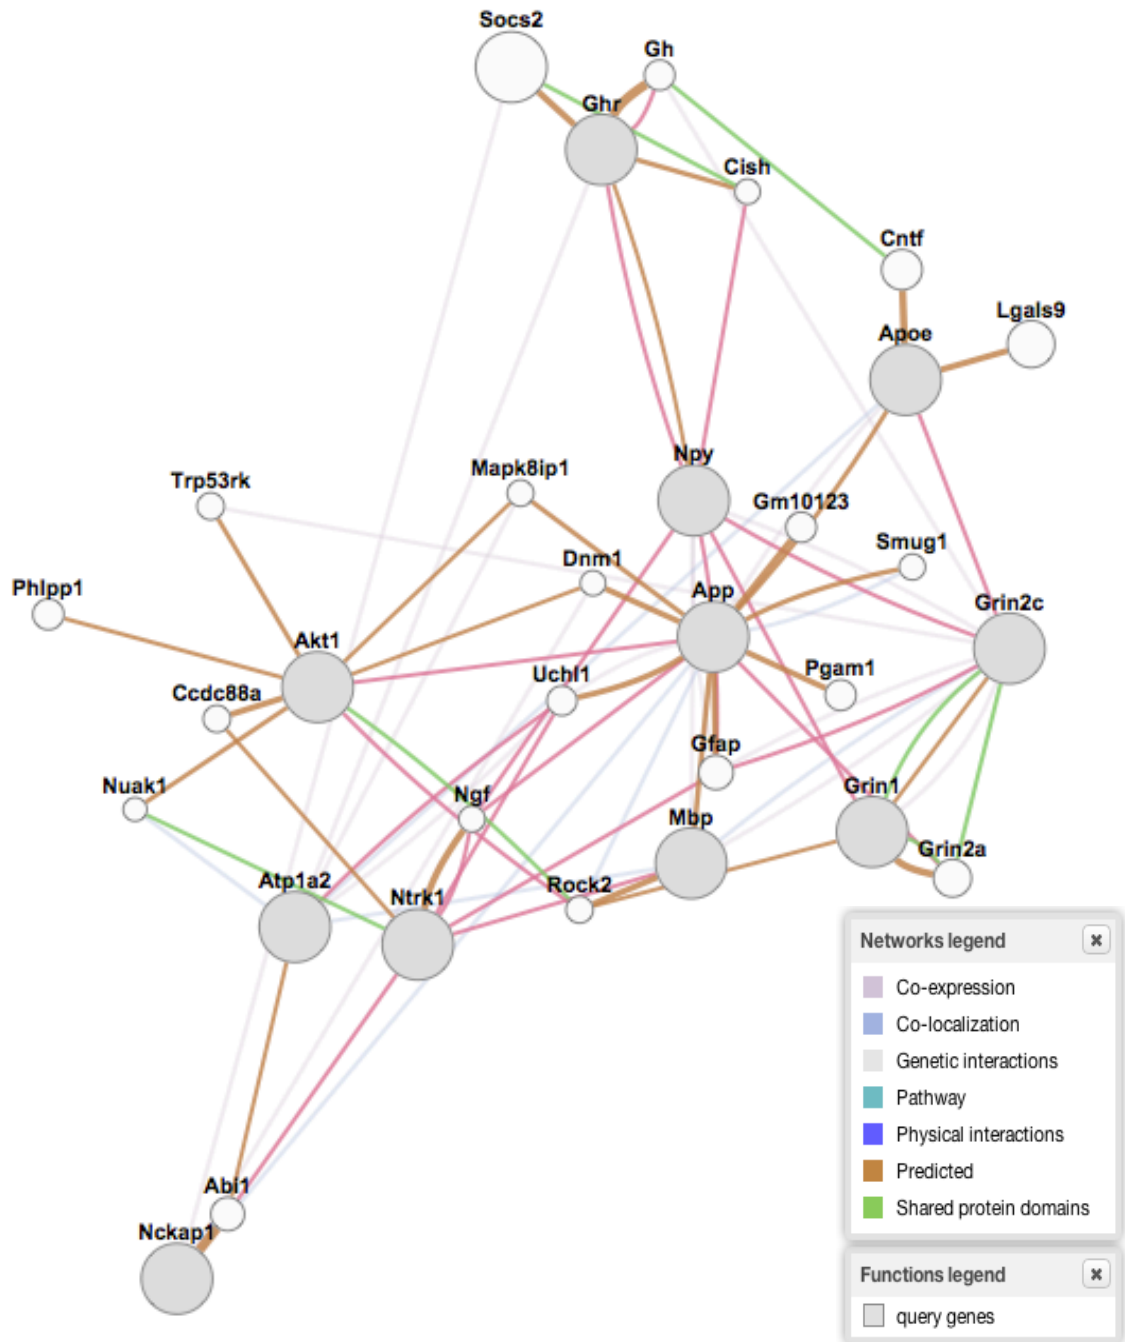 Socs2
Gh
Ghr
Cish
Cntf
Lgals9
Apoe
Npy
Mapk8ip1
Trp53rk
Gm10123
Smug1
Dnm1
Phlpp1
App
Grin2c
Akt1
Uchl1
Pgam1
Ccdc88a
Gfap
Nuak1
Ngf
Grin1
Mbp
Grin2a
Atp1a2
Ntrk1
Rock2
Abi1
Nckap1
Networks legend
Co-expression
Co-localization
Genetic interactions
Pathway
Physical interactions
Predicted
Shared protein domains
Functions legend
query genes